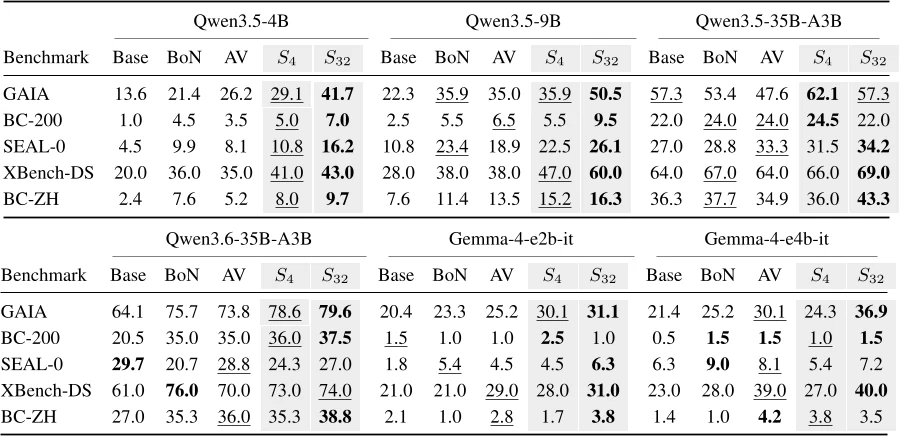 Qwen3.5-4B Qwen3.5-9B Qwen3.5-35B-A3B
Benchmark Base BoN AV S4 S32 Base BoN AV S4 S32 Base BoN AV S4 S32
GAIA 13.6 21.4 26.2 29.1 41.7 22.3 35.9 35.0 35.9 50.5 57.3 53.4 47.6 62.1 57.3
BC-200 1.0 4.5 3.5 5.0 7.0 2.5 5.5 6.5 5.5 9.5 22.0 24.0 24.0 24.5 22.0
SEAL-0 4.5 9.9 8.1 10.8 16.2 10.8 23.4 18.9 22.5 26.1 27.0 28.8 33.3 31.5 34.2
XBench-DS 20.0 36.0 35.0 41.0 43.0 28.0 38.0 38.0 47.0 60.0 64.0 67.0 64.0 66.0 69.0
BC-ZH 2.4 7.6 5.2 8.0 9.7 7.6 11.4 13.5 15.2 16.3 36.3 37.7 34.9 36.0 43.3
Qwen3.6-35B-A3B Gemma-4-e2b-it Gemma-4-e4b-it
Benchmark Base BoN AV S4 S32 Base BoN AV S4 S32 Base BoN AV S4 S32
GAIA 64.1 75.7 73.8 78.6 79.6 20.4 23.3 25.2 30.1 31.1 21.4 25.2 30.1 24.3 36.9
BC-200 20.5 35.0 35.0 36.0 37.5 1.5 1.0 1.0 2.5 1.0 0.5 1.5 1.5 1.0 1.5
SEAL-0 29.7 20.7 28.8 24.3 27.0 1.8 5.4 4.5 4.5 6.3 6.3 9.0 8.1 5.4 7.2
XBench-DS 61.0 76.0 70.0 73.0 74.0 21.0 21.0 29.0 28.0 31.0 23.0 28.0 39.0 27.0 40.0
BC-ZH 27.0 35.3 36.0 35.3 38.8 2.1 1.0 2.8 1.7 3.8 1.4 1.0 4.2 3.8 3.5